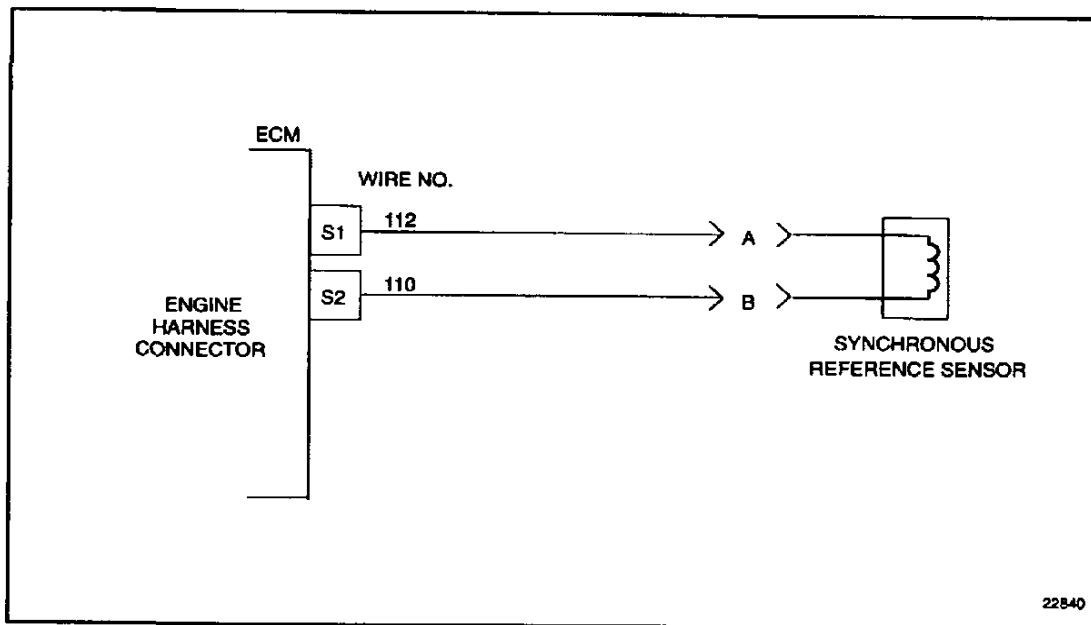 ECM
WIRE NO.
S1
112
A
S2
110
B
ENGINE
HARNESS
CONNECTOR
SYNCHRONOUS
REFERENCE SENSOR
22840